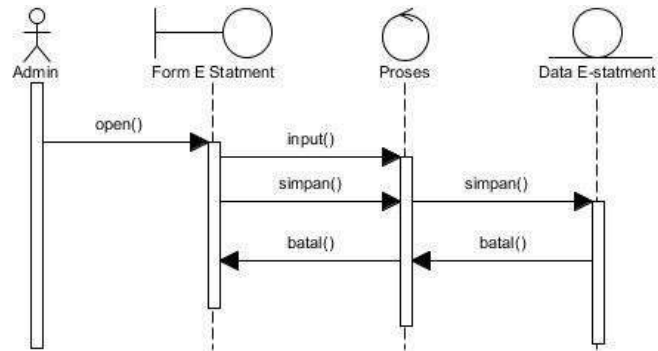 Admin
Form E Statment
Proses
Data E-statment
open()
input()
simpan()
simpan()
batal()
batal()